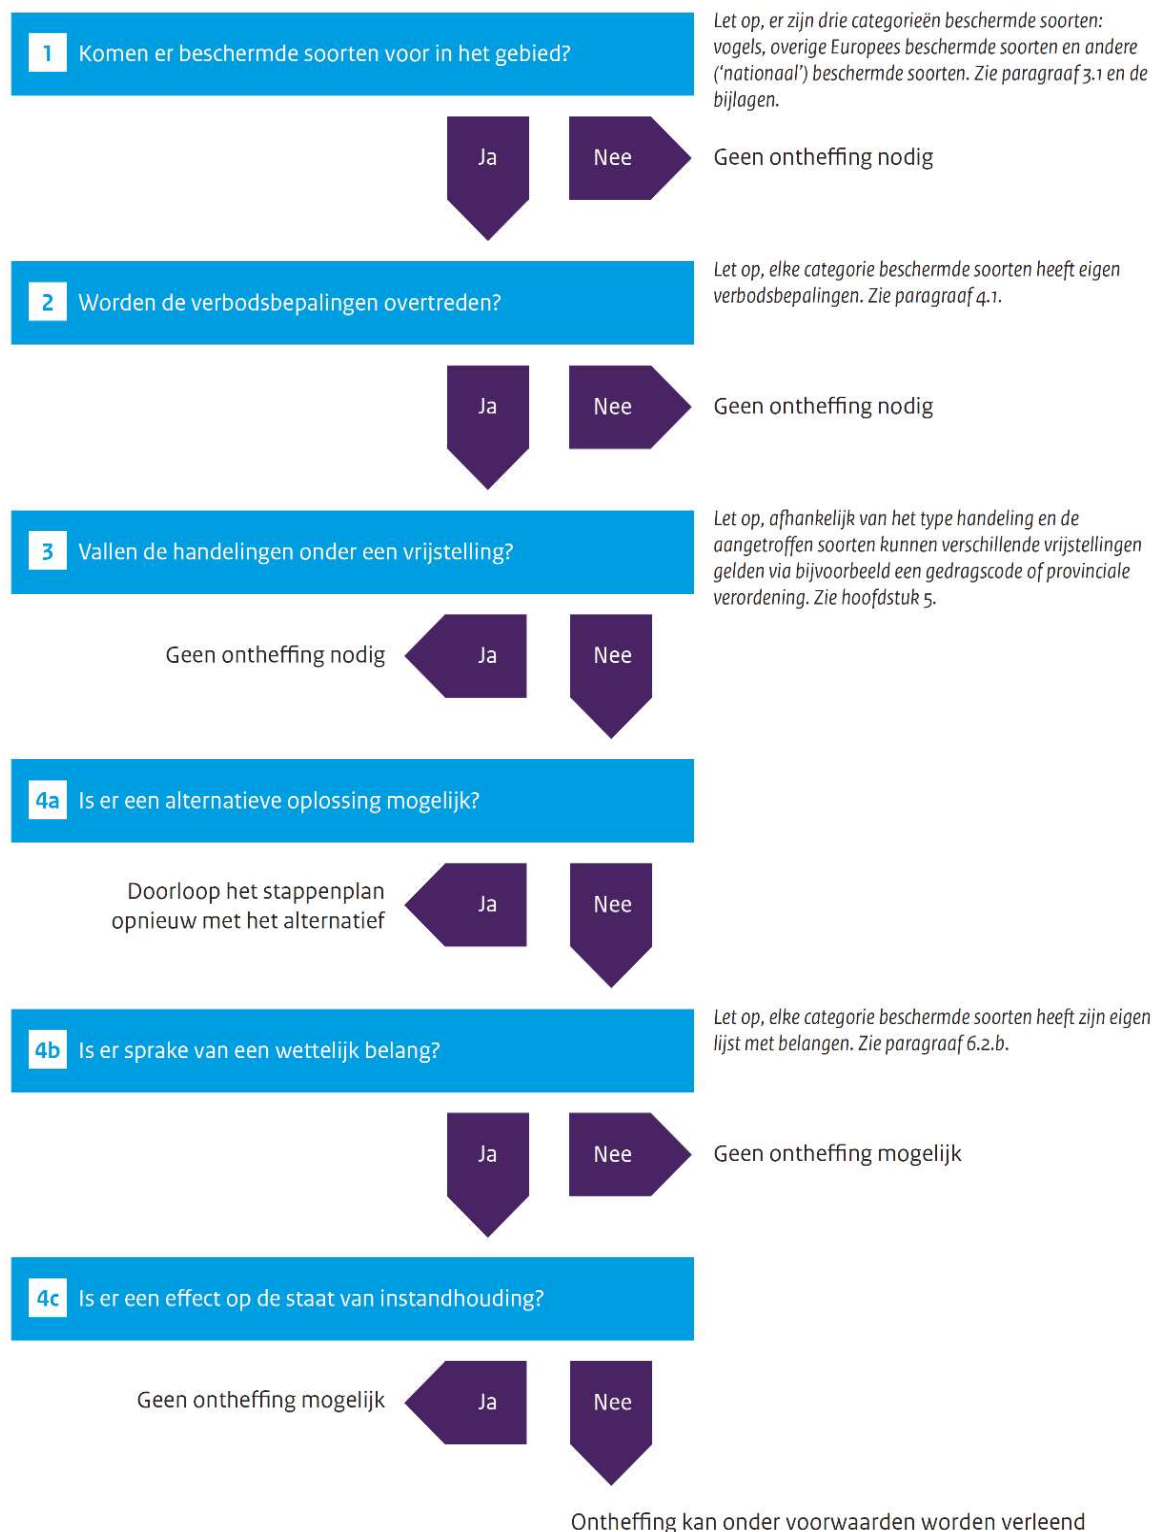 1 Komen er beschermde soorten voor in het gebied?
Let op, er zijn drie categorieën beschermde soorten:
vogels, overige Europees beschermde soorten en andere
(‘nationaal’) beschermde soorten. Zie paragraaf 3.1 en de
bijlagen.
Ja
Nee
Geen ontheffing nodig
2 Worden de verbodsbepalingen overtreden?
Let op, elke categorie beschermde soorten heeft eigen
verbodsbepalingen. Zie paragraaf 4.1.
Ja
Nee
Geen ontheffing nodig
3 Vallen de handelingen onder een vrijstelling?
Let op, afhankelijk van het type handeling en de
aangetroffen soorten kunnen verschillende vrijstellingen
gelden via bijvoorbeeld een gedragscode of provinciale
verordening. Zie hoofdstuk 5.
Geen ontheffing nodig
Ja
Nee
4a Is er een alternatieve oplossing mogelijk?
Doorloop het stappenplan
opnieuw met het alternatief
Ja
Nee
4b Is er sprake van een wettelijk belang?
Let op, elke categorie beschermde soorten heeft zijn eigen
lijst met belangen. Zie paragraaf 6.2.b.
Ja
Nee
Geen ontheffing mogelijk
4c Is er een effect op de staat van instandhouding?
Geen ontheffing mogelijk
Ja
Nee
Ontheffing kan onder voorwaarden worden verleend